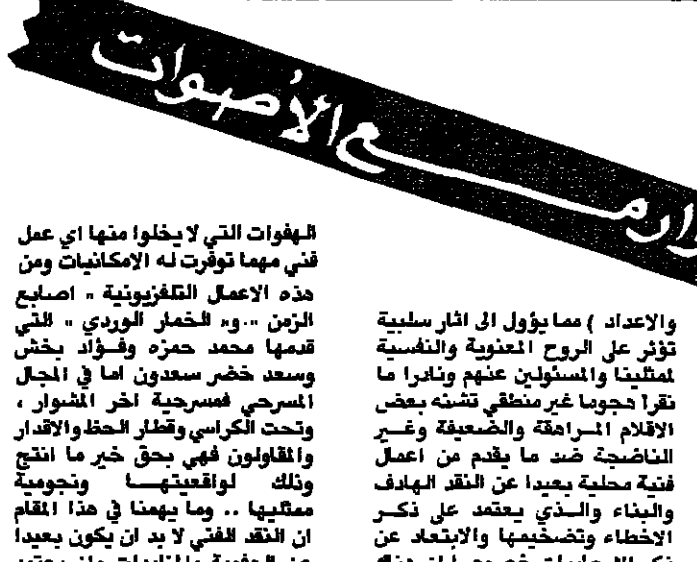 ـوار مـع الأصوات
والاعداد ) مما يؤول الى اثار سلبية
تؤثر على الروح المعنوية والنفسية
لممثلينا والمسئولين عنهم ونادرا ما
نقرأ هجوما غير منطقي تشنه بعض
الاقلام المراهقة والضعيفة وغير
الناضجة ضد ما يقدم من اعمال
فنية محلية بعيدا عن النقد الهادف
والبناء والذي يعتمد على ذكر
الاخطاء وتضخيمها والابتعاد عن
الهفوات التي لا يخلوا منها اي عمل
فني مهما توفرت له الامكانيات ومن
هذه الاعمال التلفزيونية « اصابع
الزمن » .. و« الخمار الوردي » التي
قدمها محمد حمزه وفؤاد بخش
وسعد خضر سعدون اما في المجال
المسرحي فمسرحية اخر المشوار ،
وتحت الكراسي وقطار الحظ والاقدار
والمقاولون فهي بحق خير ما انتج
وذلك لواقعيتها ونجومية
ممثليها .. وما يهمنا في هذا المقام
ان النقد الفني لا بد ان يكون بعيدا